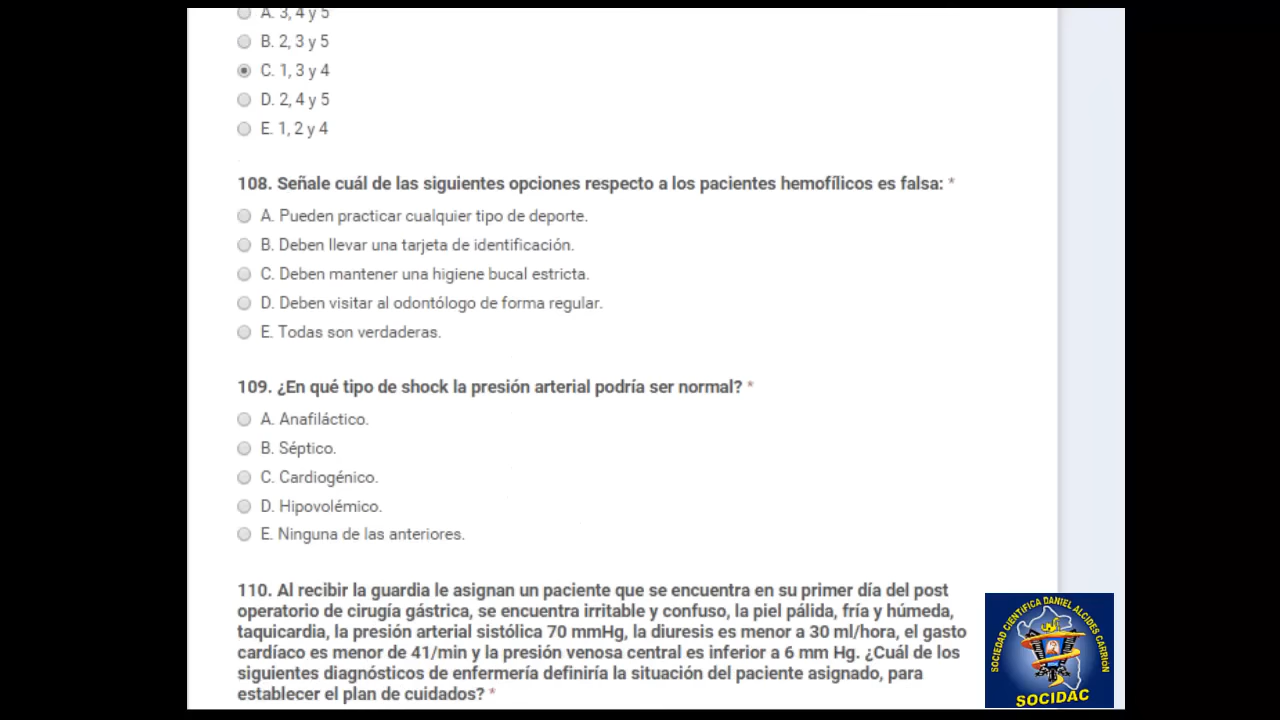 A. 3, 4 y 5
B. 2, 3 y 5
C. 1, 3 y 4
D. 2, 4 y 5
E. 1, 2 y 4
108. Señale cuál de las siguientes opciones respecto a los pacientes hemofílicos es falsa: *
A. Pueden practicar cualquier tipo de deporte.
B. Deben llevar una tarjeta de identificación.
C. Deben mantener una higiene bucal estricta.
D. Deben visitar al odontólogo de forma regular.
E. Todas son verdaderas.
109. ¿En qué tipo de shock la presión arterial podría ser normal? *
A. Anafiláctico.
B. Séptico.
C. Cardiogénico.
D. Hipovolémico.
E. Ninguna de las anteriores.
110. Al recibir la guardia le asignan un paciente que se encuentra en su primer día del post
operatorio de cirugía gástrica, se encuentra irritable y confuso, la piel pálida, fría y húmeda,
taquicardia, la presión arterial sistólica 70 mmHg, la diuresis es menor a 30 ml/hora, el gasto
cardíaco es menor de 41/min y la presión venosa central es inferior a 6 mm Hg. ¿Cuál de los
siguientes diagnósticos de enfermería definiría la situación del paciente asignado, para
establecer el plan de cuidados? *
SOCIEDAD CIENTIFICA DANIEL ALCIDES CARRIÓN
SOCIDAC